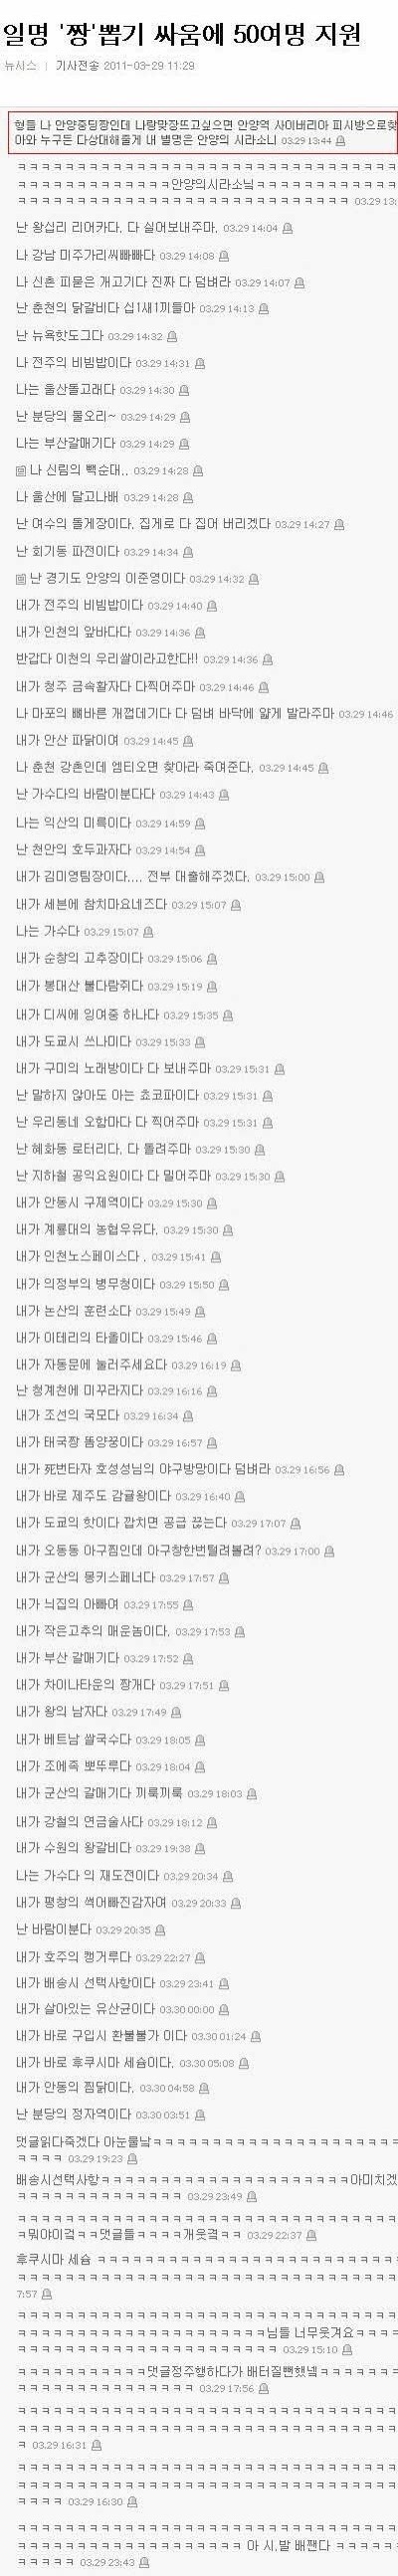 일명 '짱'뽑기 싸움에 50여명 지원
뉴시스 | 기사전송 2011-03-29 11:29
형들 나 안양중딩짱인데 나랑맞장뜨고싶으면 안양역 사이버리아 피시방으로찾
아와 누구든 다상대해줄게 내 별명은 안양의 시라소니 03.29 13:44
ㅋㅋㅋㅋㅋㅋㅋㅋㅋㅋㅋㅋㅋㅋㅋㅋㅋㅋㅋㅋㅋㅋㅋㅋㅋㅋ
ㅋㅋㅋㅋㅋㅋㅋㅋㅋㅋ안양의시라소닠ㅋㅋㅋㅋㅋㅋㅋㅋㅋㅋ
ㅋㅋㅋㅋㅋㅋㅋㅋㅋㅋㅋㅋㅋㅋㅋㅋㅋㅋㅋㅋㅋㅋ 03.29 13:
난 왕십리 리어카다. 다 실어보내주마. 03.29 14:04
나 강남 미주가리씨빠빠다 03.29 14:08
나 신촌 피묻은 개고기다 진짜 다 덤벼라 03.29 14:07
난 춘천의 닭갈비다 십1새1끼들아 03.29 14:13
난 뉴욕핫도그다 03.29 14:32
나 전주의 비빔밥이다 03.29 14:31
나는 울산돌고래다 03.29 14:30
난 분당의 물오리~ 03.29 14:29
나는 부산갈매기다 03.29 14:29
나 신림의 빽순대.. 03.29 14:28
나 울산에 달고나배 03.29 14:28
난 여수의 돌게장이다. 집게로 다 집어 버리겠다 03.29 14:27
난 회기동 파전이다 03.29 14:34
난 경기도 안양의 이준영이다 03.29 14:32
내가 전주의 비빔밥이다 03.29 14:40
내가 인천의 앞바다다 03.29 14:36
반갑다 이천의 우리쌀이라고한다!! 03.29 14:36
내가 청주 금속활자다 다찍어주마 03.29 14:46
나 마포의 뼈바른 개껍데기다 다 덤벼 바닥에 얇게 발라주마 03.29 14:46
내가 안산 파닭이여 03.29 14:45
나 춘천 강촌인데 엠티오면 찾아라 죽여준다. 03.29 14:45
난 가수다의 바람이분다다 03.29 14:43
나는 익산의 미륵이다 03.29 14:59
난 천안의 호두과자다 03.29 14:54
내가 김미영팀장이다.... 전부 대출해주겠다. 03.29 15:00
내가 세븐에 참치마요네즈다 03.29 15:07
나는 가수다 03.29 15:07
내가 순창의 고추장이다 03.29 15:06
내가 봉대산 불다람쥐다 03.29 15:19
내가 디씨에 잉여중 하나다 03.29 15:35
내가 도쿄시 쓰나미다 03.29 15:33
내가 구미의 노래방이다 다 보내주마 03.29 15:31
난 말하지 않아도 아는 쵸코파이다 03.29 15:31
난 우리동네 오함마다 다 찍어주마 03.29 15:31
난 혜화동 로터리다. 다 돌려주마 03.29 15:30
난 지하철 공익요원이다 다 밀어주마 03.29 15:30
내가 안동시 구제역이다 03.29 15:30
내가 계룡대의 농협우유다. 03.29 15:30
내가 인천노스페이스다 . 03.29 15:41
내가 의정부의 병무청이다 03.29 15:50
내가 논산의 훈련소다 03.29 15:49
내가 이테리의 타올이다 03.29 15:46
내가 자동문에 눌러주세요다 03.29 16:19
난 청계천에 미꾸라지다 03.29 16:16
내가 조선의 국모다 03.29 16:34
내가 태국짱 똠양꿍이다 03.29 16:57
내가 死번타자 호성성님의 야구방망이다 덤벼라 03.29 16:56
내가 바로 제주도 감귤왕이다 03.29 16:40
내가 도쿄의 핫이다 깝치면 공급 끊는다 03.29 17:07
내가 오동동 아구찜인데 아구창한번털려볼려? 03.29 17:00
내가 군산의 몽키스페너다 03.29 17:57
내가 늬집의 아빠여 03.29 17:55
내가 작은고추의 매운놈이다. 03.29 17:53
내가 부산 갈매기다 03.29 17:52
내가 차이나타운의 짱개다 03.29 17:51
내가 왕의 남자다 03.29 17:49
내가 베트남 쌀국수다 03.29 18:05
내가 조에족 뽀뚜루다 03.29 18:04
내가 군산의 갈매기다 끼룩끼룩 03.29 18:03
내가 강철의 연금술사다 03.29 18:12
내가 수원의 왕갈비다 03.29 19:38
나는 가수다 의 재도전이다 03.29 20:34
내가 평창의 썩어빠진감자여 03.29 20:33
난 바람이분다 03.29 20:35
내가 호주의 캥거루다 03.29 22:27
내가 배송시 선택사항이다 03.29 23:41
내가 살아있는 유산균이다 03.30 00:00
내가 바로 구입시 환불불가 이다 03.30 01:24
내가 바로 후쿠시마 세슘이다. 03.30 05:08
내가 안동의 찜닭이다. 03.30 04:58
난 분당의 정자역이다 03.30 03:51
댓글읽다죽겠다 아눈물낰ㅋㅋㅋㅋㅋㅋㅋㅋㅋㅋㅋㅋㅋㅋㅋㅋ
ㅋㅋㅋㅋ 03.29 19:23
배송시선택사항ㅋㅋㅋㅋㅋㅋㅋㅋㅋㅋㅋㅋㅋㅋㅋㅋㅋ아미치겠
ㅋㅋㅋㅋㅋㅋㅋㅋㅋㅋㅋㅋㅋㅋ 03.29 23:49
ㅋㅋㅋㅋㅋㅋㅋㅋㅋㅋㅋㅋㅋㅋㅋㅋㅋㅋㅋㅋㅋㅋㅋㅋㅋㅋ
ㅋ뭐야이겈ㅋㅋ댓글들ㅋㅋㅋㅋ개웃곀ㅋㅋ 03.29 22:37
후쿠시마 세슘 ㅋㅋㅋㅋㅋㅋㅋㅋㅋㅋㅋㅋㅋㅋㅋㅋㅋㅋㅋㅋ
ㅋㅋㅋㅋㅋㅋㅋㅋㅋㅋㅋㅋㅋㅋㅋㅋㅋㅋㅋㅋㅋㅋㅋㅋㅋㅋ
7:57
ㅋㅋㅋㅋㅋㅋㅋㅋㅋㅋㅋㅋㅋㅋㅋㅋㅋㅋㅋㅋㅋㅋㅋㅋㅋㅋ
ㅋㅋㅋㅋㅋㅋㅋㅋㅋㅋㅋㅋㅋㅋㅋㅋㅋ님들 너무웃겨요ㅋㅋㅋㅋ
ㅋㅋㅋㅋㅋㅋㅋㅋㅋㅋㅋㅋㅋㅋㅋㅋㅋㅋ 03.29 15:10
ㅋㅋㅋㅋㅋㅋㅋㅋㅋ댓글정주행하다가 배터질뻔했넼ㅋㅋㅋㅋㅋㅋ
ㅋㅋㅋㅋㅋㅋㅋㅋㅋㅋㅋㅋㅋㅋ 03.29 17:56
ㅋㅋㅋㅋㅋㅋㅋㅋㅋㅋㅋㅋㅋㅋㅋㅋㅋㅋㅋㅋㅋㅋㅋㅋㅋㅋ
ㅋㅋㅋㅋㅋㅋㅋㅋㅋㅋㅋㅋㅋㅋㅋㅋㅋㅋㅋㅋㅋㅋㅋㅋㅋㅋ
ㅋ 03.29 16:31
ㅋㅋㅋㅋㅋㅋㅋㅋㅋㅋㅋㅋㅋㅋㅋㅋㅋㅋㅋㅋㅋㅋㅋㅋㅋㅋ
ㅋㅋㅋㅋㅋㅋㅋㅋㅋㅋㅋㅋㅋㅋㅋㅋㅋㅋㅋㅋㅋㅋㅋㅋㅋㅋ
ㅋㅋㅋㅋ 03.29 16:30
ㅋㅋㅋㅋㅋㅋㅋㅋㅋㅋㅋㅋㅋㅋㅋㅋㅋㅋㅋㅋㅋㅋㅋㅋㅋㅋ
ㅋㅋㅋㅋㅋㅋㅋㅋㅋㅋㅋㅋㅋㅋㅋ 아 시.발 배짼다 ㅋㅋㅋㅋㅋ
ㅋㅋㅋㅋㅋ 03.29 23:43